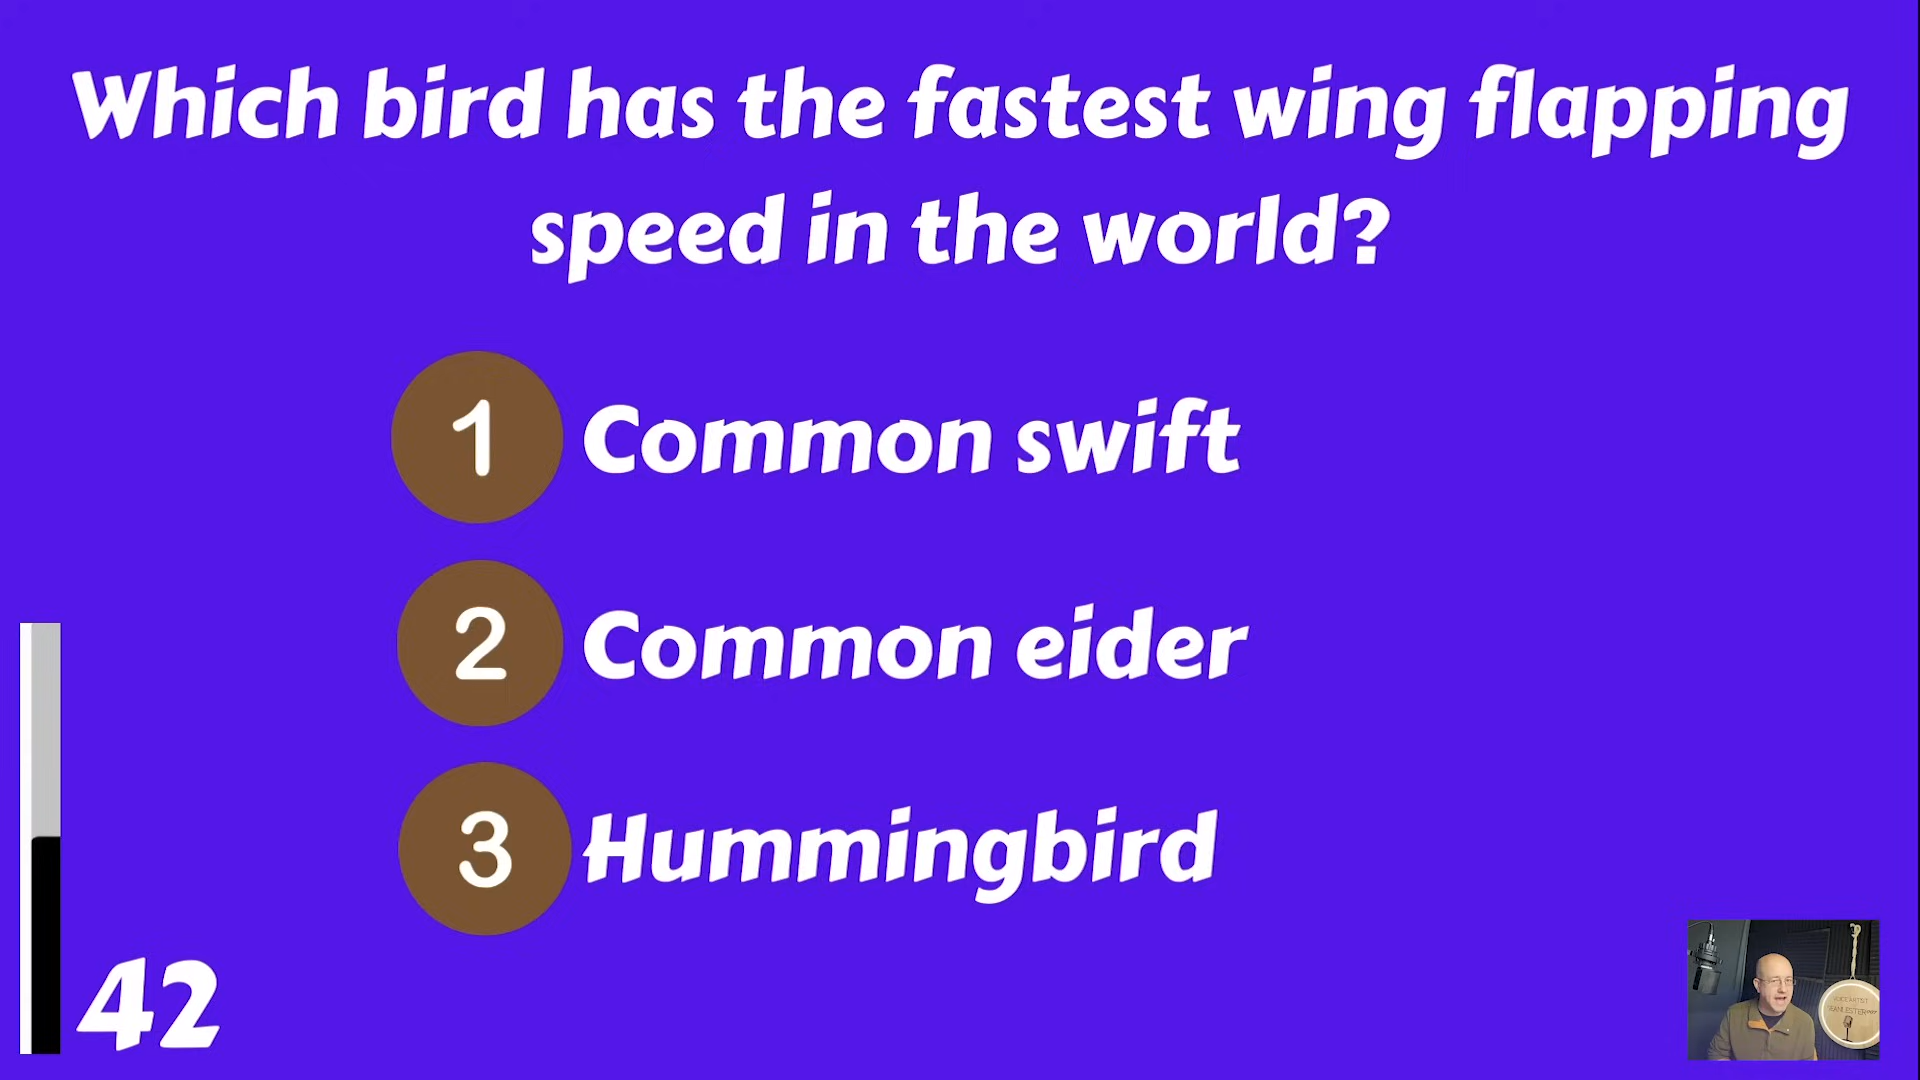 Which bird has the fastest wing flapping
speed in the world?
1 Common swift
2 Common eider
3 Hummingbird
42